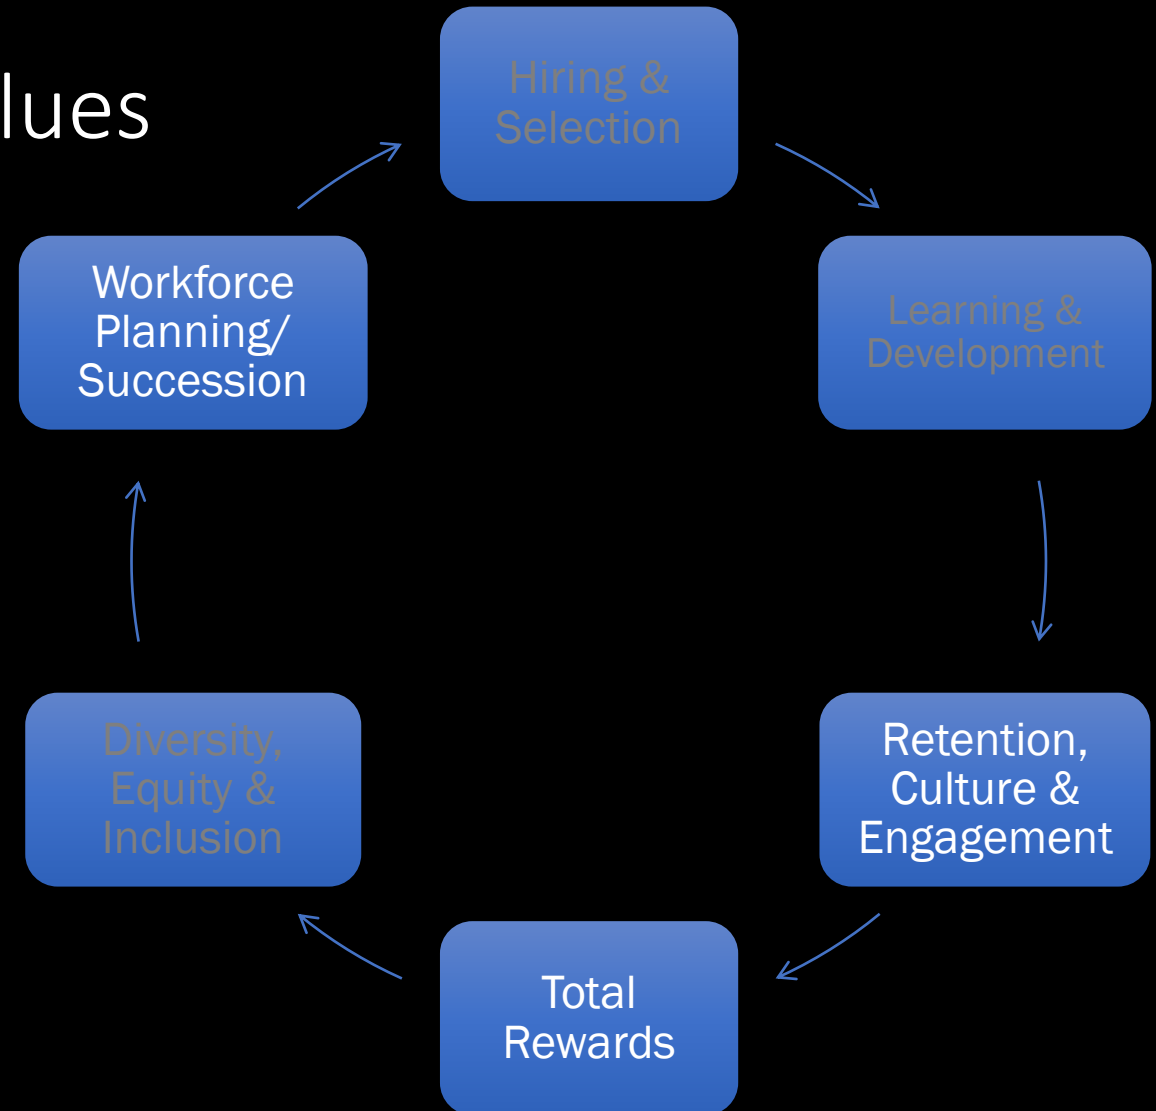 lues
Hiring &
Selection
Learning &
Development
Retention,
Culture &
Engagement
Total
Rewards
Diversity,
Equity &
Inclusion
Workforce
Planning/
Succession